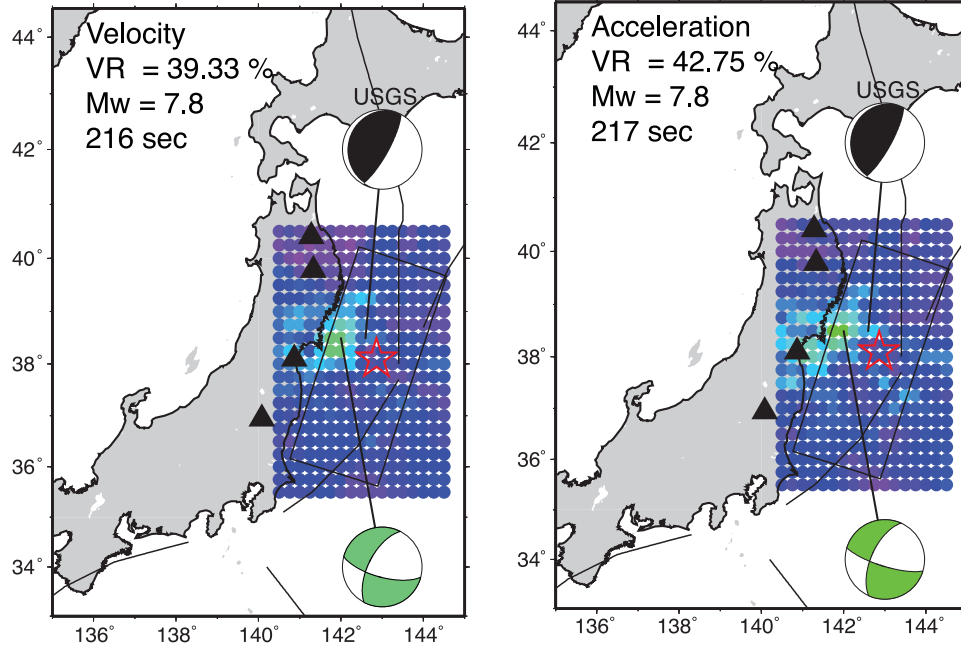 Velocity
VR = 39.33 %
Mw = 7.8
216 sec
USGS
44°
42°
40°
38°
36°
34°
136°
138°
140°
142°
144°
Acceleration
VR = 42.75 %
Mw = 7.8
217 sec
USGS
44°
42°
40°
38°
36°
34°
136°
138°
140°
142°
144°